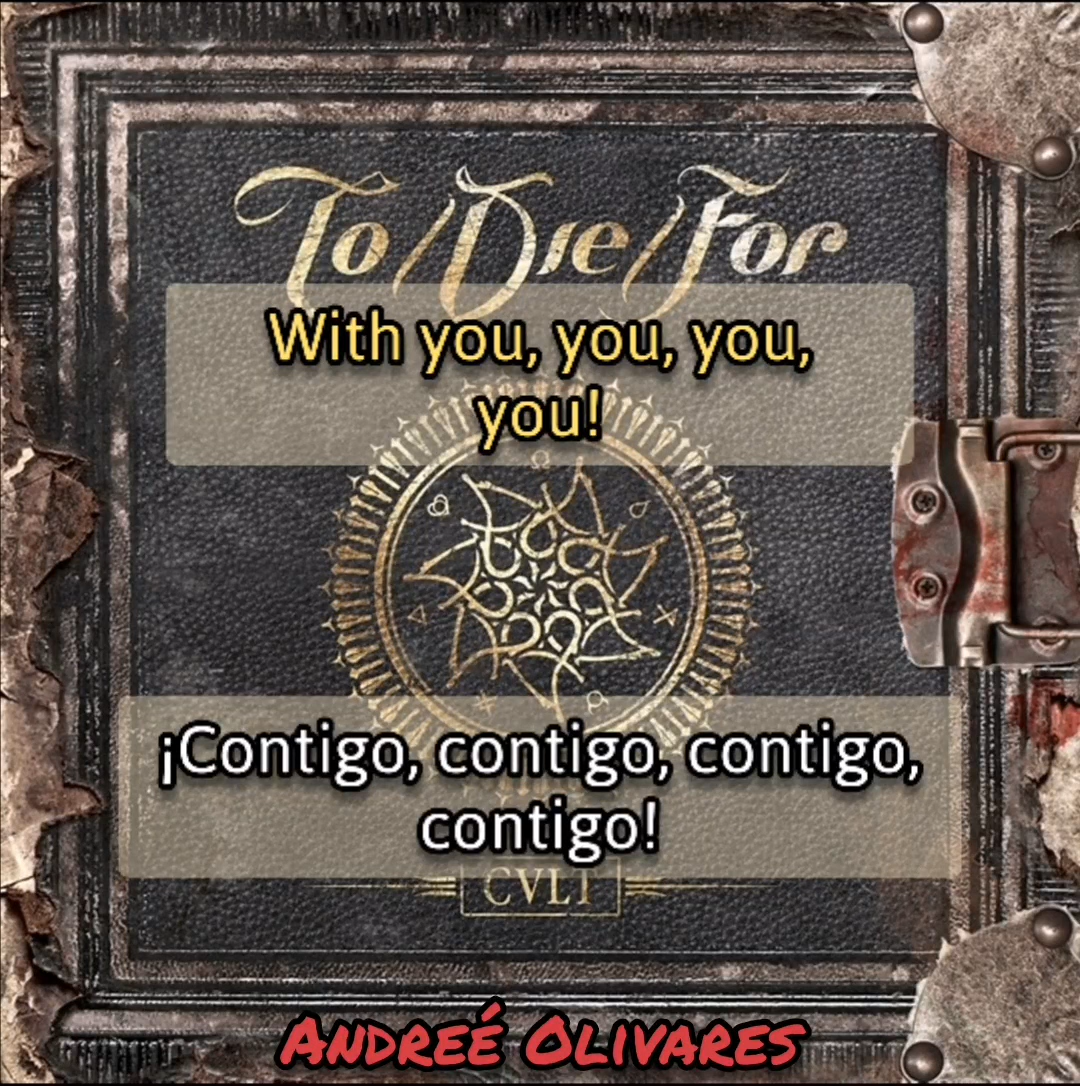 To/Die/For
With you, you, you,
you!
¡Contigo, contigo, contigo,
contigo!
CVLT
Andreé Olivares